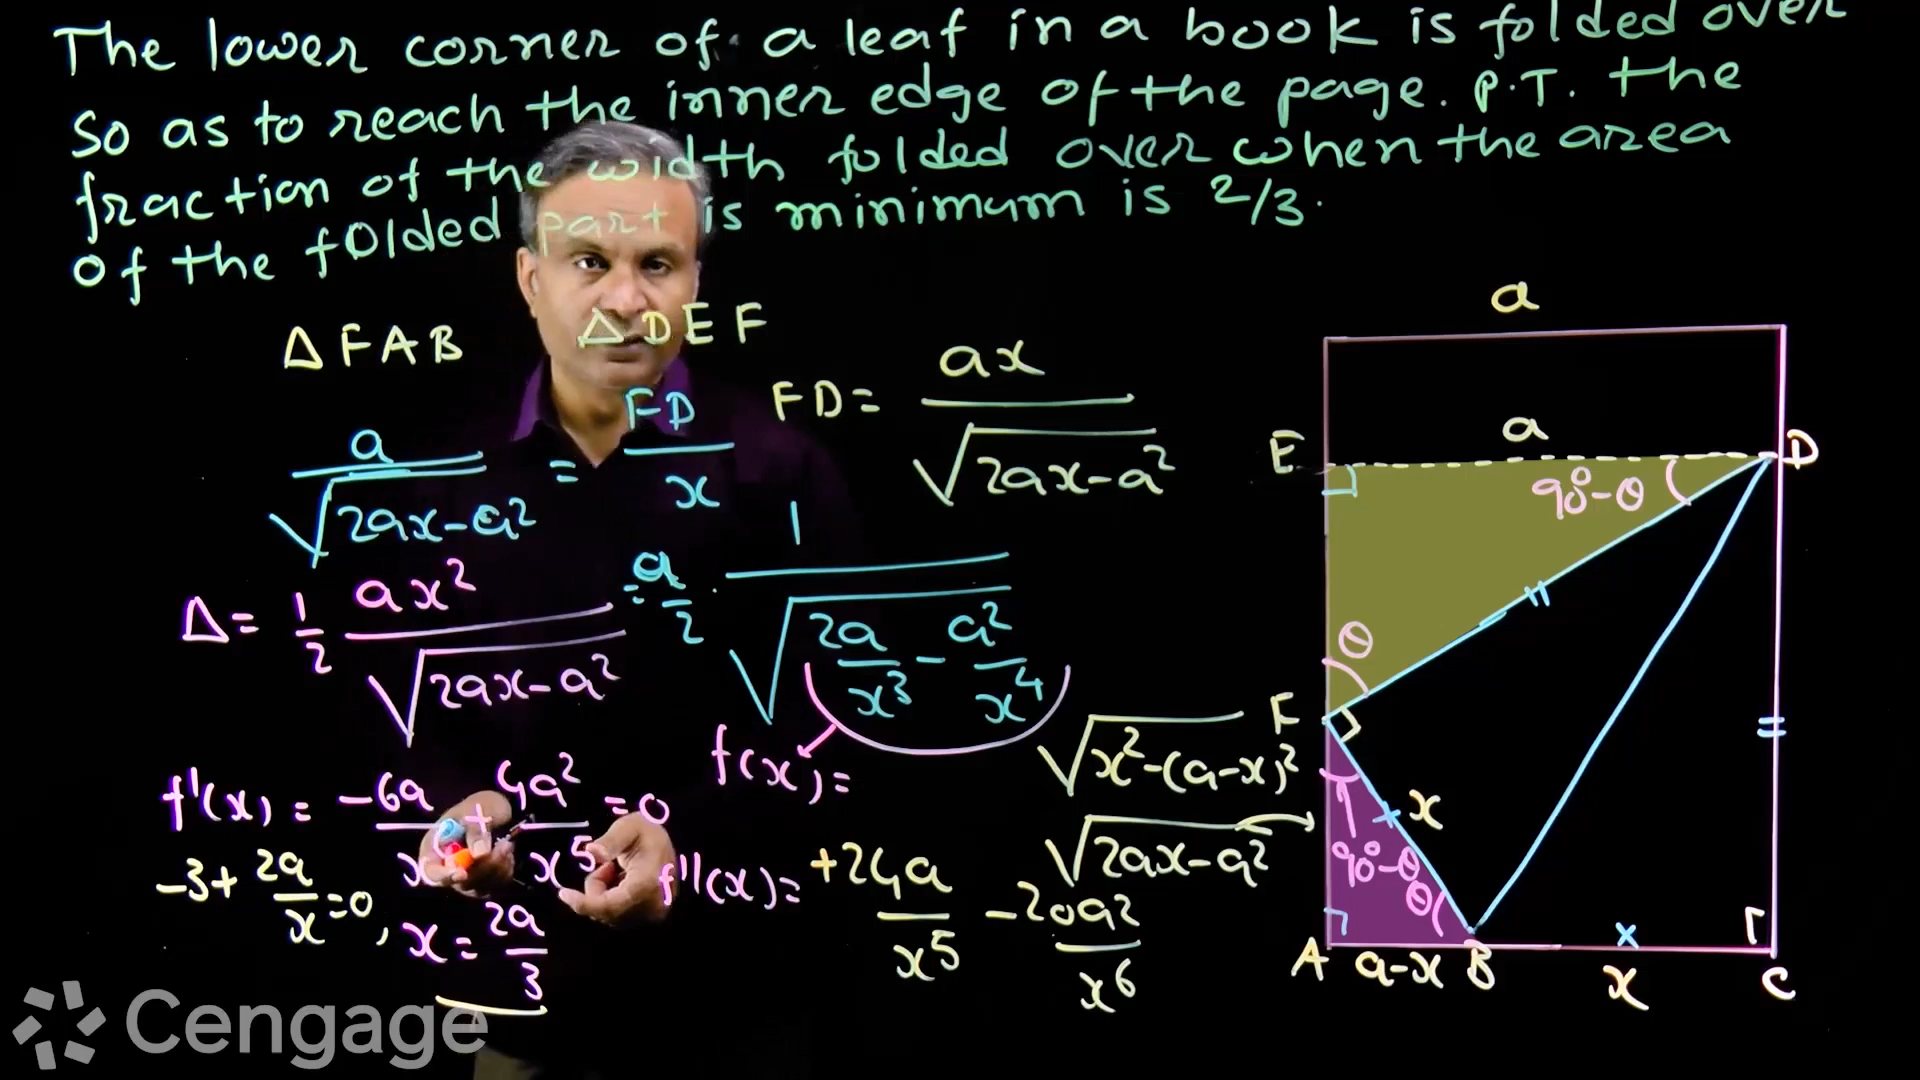 The lower corner of a leaf in a book is folded over
so as to reach the inner edge of the page. P.T. the
fraction of the width folded over when the area
of the folded part is minimum is 2/3.
△FAB △DEF
a/√(2ax-a²) = FD/x
FD = ax/√(2ax-a²)
Δ = 1/2 ax²/√(2ax-a²) = a/2 · 1/√(2a/x³ - a²/x⁴)
f(x) =
f'(x) = -6a/x + 4a²/x⁵ = 0
-3 + 2a/x = 0, x = 2a/3
f''(x) = +24a/x⁵ - 20a²/x⁶
√(x²-(a-x)²)
√(2ax-a²)
a
E a D
90°-θ
θ
F
x
90°-θ
θ
A a-x B x C
Cengage